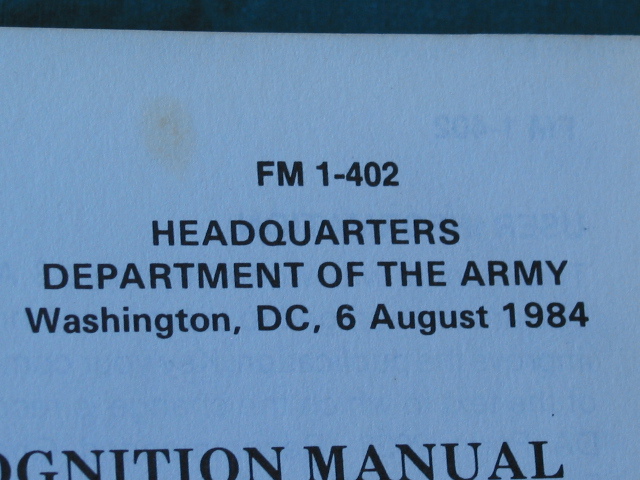 FM 1-402
HEADQUARTERS
DEPARTMENT OF THE ARMY
Washington, DC, 6 August 1984
OGNITION MANUAL